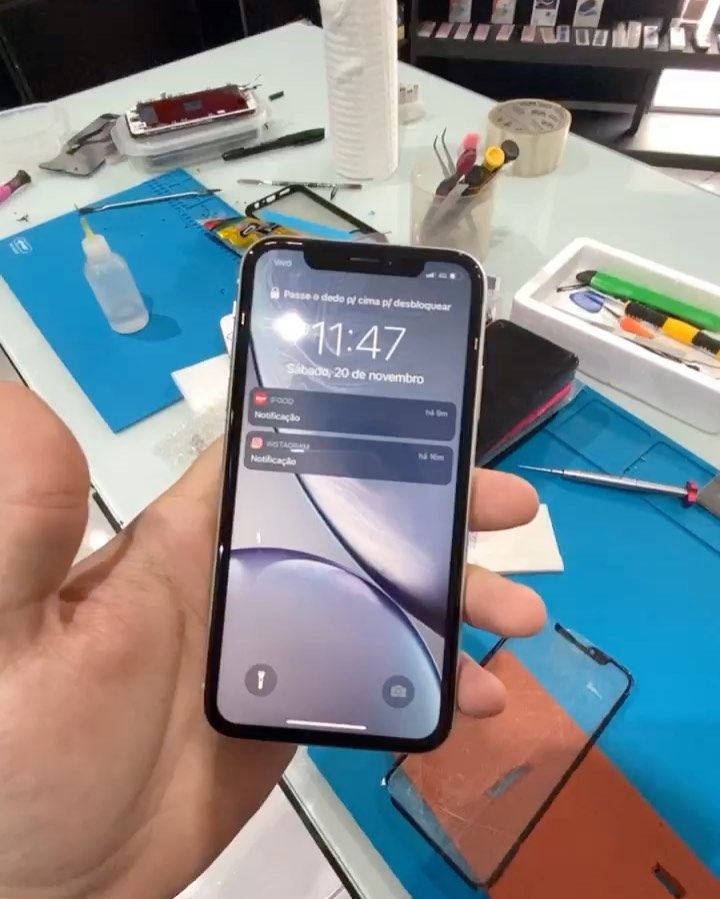 vivo
4G
Passe o dedo p/ cima p/ desbloquear
11:47
Sábado, 20 de novembro
IFOOD
há 9m
Notificação
INSTAGRAM
há 16m
Notificação